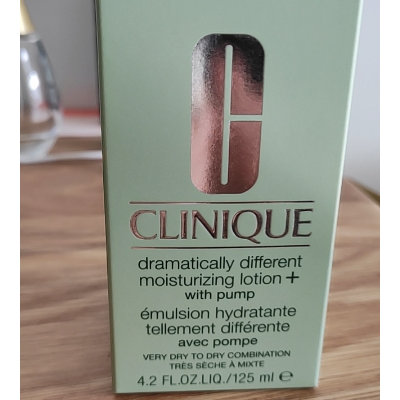 CLINIQUE
dramatically different
moisturizing lotion +
with pump
émulsion hydratante
tellement différente
avec pompe
VERY DRY TO DRY COMBINATION
TRÈS SÈCHE À MIXTE
4.2 FL.OZ.LIQ./125 ml ℮